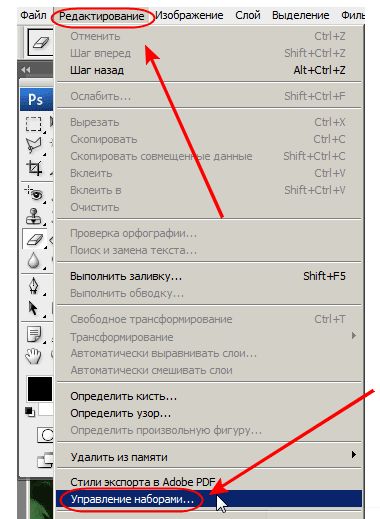 Файл Редактирование Изображение Слой Выделение Филь
Отменить Ctrl+Z
Шаг вперед Shift+Ctrl+Z
Шаг назад Alt+Ctrl+Z
Ослабить... Shift+Ctrl+F
Вырезать Ctrl+X
Скопировать Ctrl+C
Скопировать совмещенные данные Shift+Ctrl+C
Вклеить Ctrl+V
Вклеить в Shift+Ctrl+V
Очистить
Проверка орфографии...
Поиск и замена текста...
Выполнить заливку... Shift+F5
Выполнить обводку...
Свободное трансформирование Ctrl+T
Трансформирование
Автоматически выравнивать слои...
Автоматически смешивать слои
Определить кисть...
Определить узор...
Определить произвольную фигуру...
Удалить из памяти
Стили экспорта в Adobe PDF
Управление наборами...
Ps